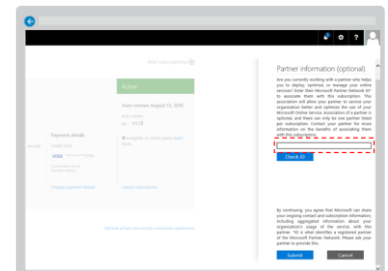 ?
Add subscriptions
Partner information (optional)
Are you currently working with a partner who helps
you to deploy, optimize, or manage your online
services? Enter their Microsoft Partner Network ID*
to associate them with this subscription. This
association will allow your partner to service your
organization better and optimize the use of your
Microsoft Online Service. Association of a partner is
optional, and there can only be one partner listed
per subscription. Contact your partner for more
information on the benefits of associating them
with this subscription
Check ID
ACTIVE
Auto-renews August 13, 2086
Payment details
credit card
VISA
Change payment details
Cancel subscription
By continuing, you agree that Microsoft can share
your ongoing contact and subscription information,
including aggregated information about your
organization's usage of the service, with this
partner. *ID is what identifies a registered partner
of the Microsoft Partner Network. Please ask your
partner to provide this.
Submit
Cancel